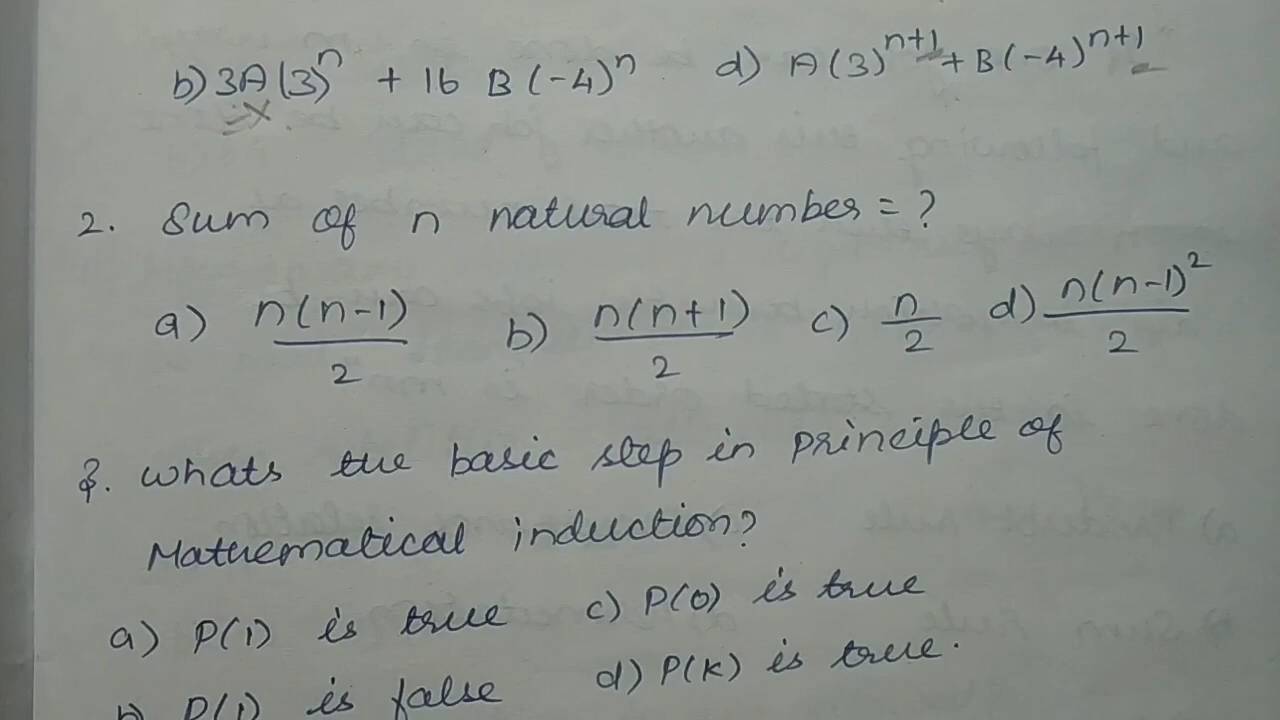 b) 3A(3)^n + 16 B(-4)^n d) A(3)^{n+1} + B(-4)^{n+1}
2. Sum of n natural number = ?
a) n(n-1)/2 b) n(n+1)/2 c) n/2 d) n(n-1)^2/2
3. whats the basic step in principle of
Mathematical induction?
a) P(1) is true c) P(0) is true
b) P(1) is false d) P(k) is true.